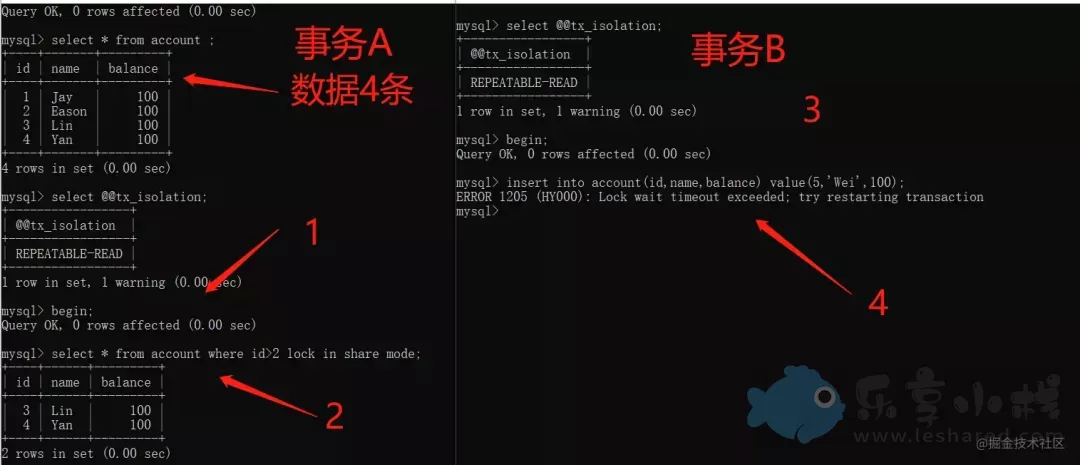 Query OK, 0 rows affected (0.00 sec)
mysql> select * from account ;
+----+-------+---------+
| id | name | balance |
+----+-------+---------+
| 1 | Jay | 100 |
| 2 | Eason | 100 |
| 3 | Lin | 100 |
| 4 | Yan | 100 |
+----+-------+---------+
4 rows in set (0.00 sec)
mysql> select @@tx_isolation;
+-----------------+
| @@tx_isolation |
+-----------------+
| REPEATABLE-READ |
+-----------------+
1 row in set, 1 warning (0.00 sec)
mysql> begin;
Query OK, 0 rows affected (0.00 sec)
mysql> select * from account where id>2 lock in share mode;
+----+------+---------+
| id | name | balance |
+----+------+---------+
| 3 | Lin | 100 |
| 4 | Yan | 100 |
+----+------+---------+
2 rows in set (0.00 sec)
事务A
数据4条
1
2
mysql> select @@tx_isolation;
+-----------------+
| @@tx_isolation |
+-----------------+
| REPEATABLE-READ |
+-----------------+
1 row in set, 1 warning (0.00 sec)
mysql> begin;
Query OK, 0 rows affected (0.00 sec)
mysql> insert into account(id,name,balance) value(5,'Wei',100);
ERROR 1205 (HY000): Lock wait timeout exceeded; try restarting transaction
mysql>
事务B
3
4
乐享小栈
www.leshared.com
@掘金技术社区